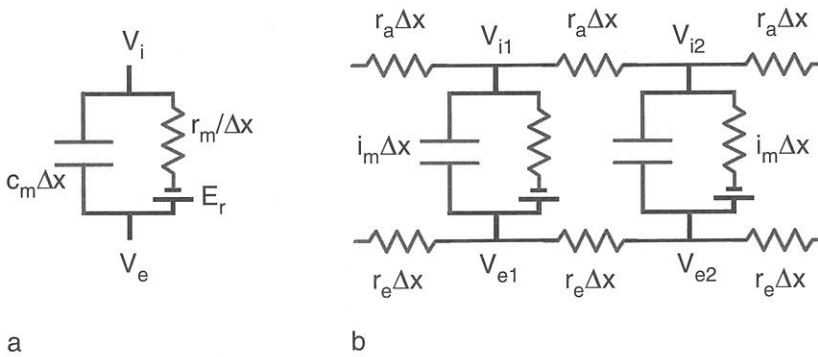 V_i
r_m/Δx
c_mΔx
E_r
V_e
a
r_aΔx V_i1 r_aΔx V_i2 r_aΔx
i_mΔx i_mΔx
r_eΔx V_e1 r_eΔx V_e2 r_eΔx
b